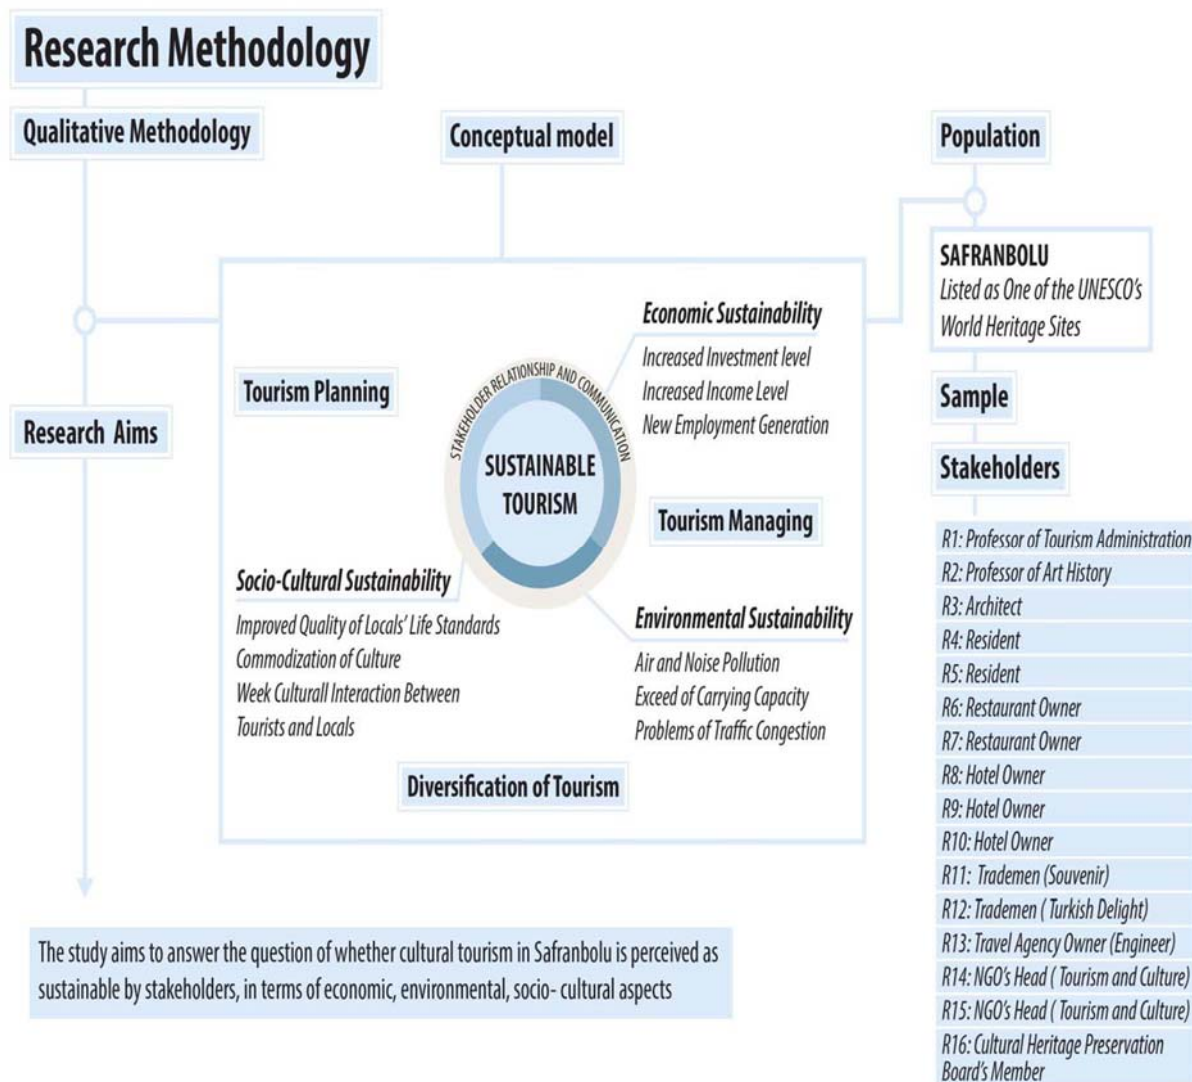 Research Methodology
Qualitative Methodology
Conceptual model
Population
SAFRANBOLU
Listed as One of the UNESCO's
World Heritage Sites
Economic Sustainability
Increased Investment level
Increased Income Level
New Employment Generation
Tourism Planning
STAKEHOLDER RELATIONSHIP AND COMMUNICATION
SUSTAINABLE
TOURISM
Research Aims
Sample
Stakeholders
Tourism Managing
Socio-Cultural Sustainability
Improved Quality of Locals' Life Standards
Commodization of Culture
Week Culturall Interaction Between
Tourists and Locals
Environmental Sustainability
Air and Noise Pollution
Exceed of Carrying Capacity
Problems of Traffic Congestion
Diversification of Tourism
R1: Professor of Tourism Administration
R2: Professor of Art History
R3: Architect
R4: Resident
R5: Resident
R6: Restaurant Owner
R7: Restaurant Owner
R8: Hotel Owner
R9: Hotel Owner
R10: Hotel Owner
R11: Trademen (Souvenir)
R12: Trademen ( Turkish Delight)
R13: Travel Agency Owner (Engineer)
R14: NGO's Head ( Tourism and Culture)
R15: NGO's Head ( Tourism and Culture)
R16: Cultural Heritage Preservation
Board's Member
The study aims to answer the question of whether cultural tourism in Safranbolu is perceived as
sustainable by stakeholders, in terms of economic, environmental, socio- cultural aspects